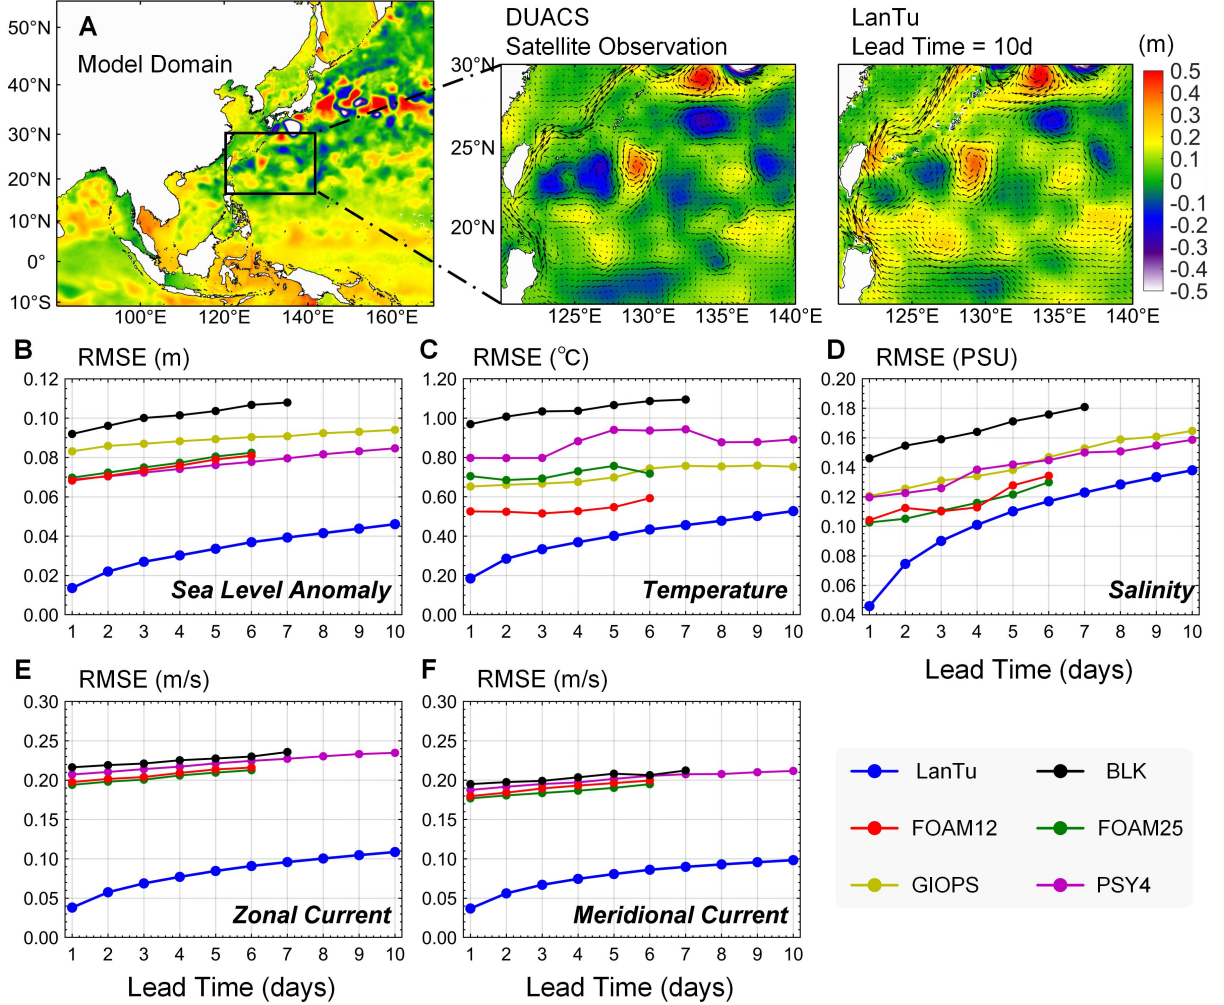 A
Model Domain
50°N
40°N
30°N
20°N
10°N
0°
10°S
100°E 120°E 140°E 160°E
DUACS
Satellite Observation
30°N
25°N
20°N
125°E 130°E 135°E 140°E
LanTu
Lead Time = 10d
125°E 130°E 135°E 140°E
(m)
0.5
0.4
0.3
0.2
0.1
0
-0.1
-0.2
-0.3
-0.4
-0.5
B RMSE (m)
0.12
0.10
0.08
0.06
0.04
0.02
0.00
Sea Level Anomaly
1 2 3 4 5 6 7 8 9 10
C RMSE (℃)
1.20
1.00
0.80
0.60
0.40
0.20
0.00
Temperature
1 2 3 4 5 6 7 8 9 10
D RMSE (PSU)
0.20
0.18
0.16
0.14
0.12
0.10
0.08
0.06
0.04
Salinity
1 2 3 4 5 6 7 8 9 10
Lead Time (days)
E RMSE (m/s)
0.30
0.25
0.20
0.15
0.10
0.05
0.00
Zonal Current
1 2 3 4 5 6 7 8 9 10
Lead Time (days)
F RMSE (m/s)
0.30
0.25
0.20
0.15
0.10
0.05
0.00
Meridional Current
1 2 3 4 5 6 7 8 9 10
Lead Time (days)
LanTu BLK
FOAM12 FOAM25
GIOPS PSY4